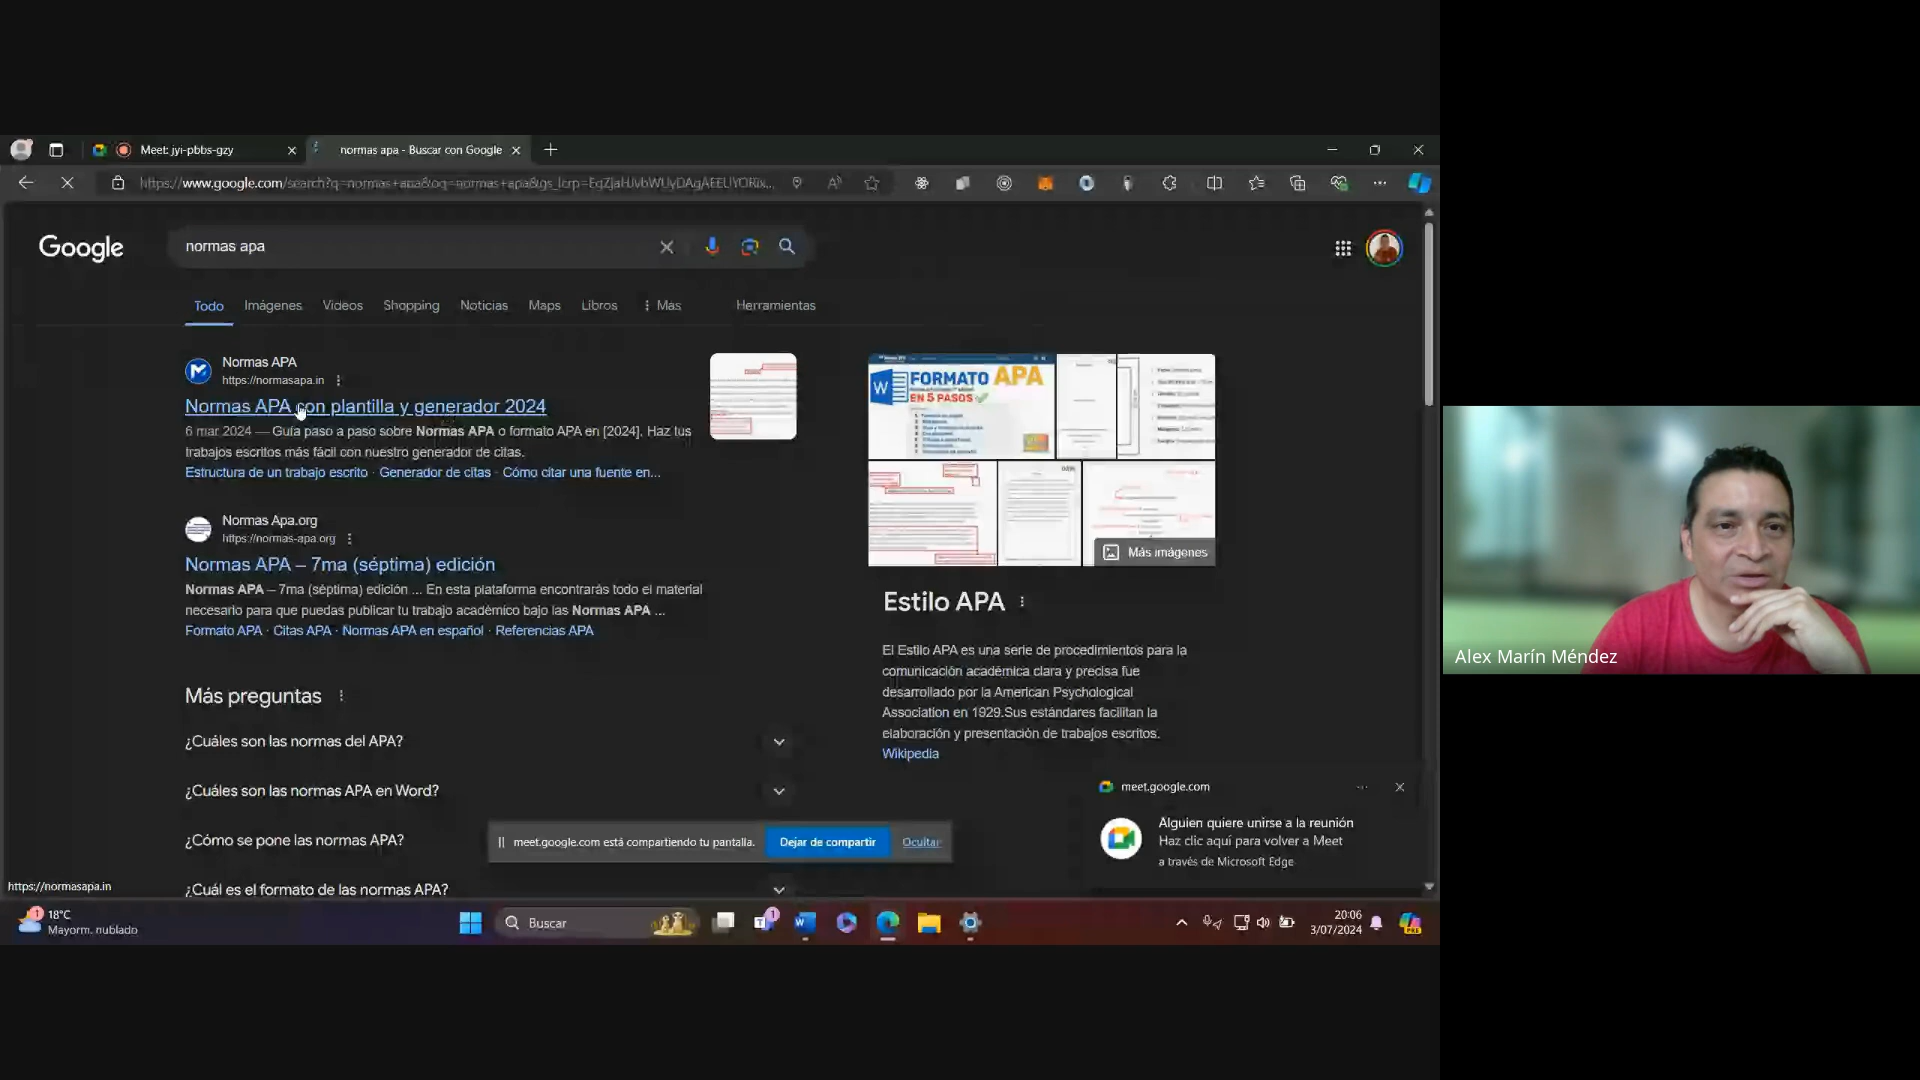 Meet: jyi-pbbs-gzy
normas apa - Buscar con Google
https://www.google.com/search?q=normas+apa&oq=normas+apa&gs_lcrp=
Google
normas apa
Todo
Imágenes
Videos
Shopping
Noticias
Maps
Libros
Más
Herramientas
Normas APA
https://normasapa.in
Normas APA con plantilla y generador 2024
6 mar 2024 — Guía paso a paso sobre Normas APA o formato APA en [2024], Haz tus
trabajos escritos más fácil con nuestro generador de citas.
Estructura de un trabajo escrito · Generador de citas · Cómo citar una fuente en...
Normas Apa.org
https://normas-apa.org
Normas APA – 7ma (séptima) edición
Normas APA – 7ma (séptima) edición ... En esta plataforma encontrarás todo el material
necesario para que puedas publicar tu trabajo académico bajo las Normas APA ...
Formato APA · Citas APA · Normas APA en español · Referencias APA
Más preguntas
¿Cuáles son las normas del APA?
¿Cuáles son las normas APA en Word?
¿Cómo se pone las normas APA?
¿Cuál es el formato de las normas APA?
FORMATO APA
EN 5 PASOS
Más imágenes
Estilo APA
El Estilo APA es una serie de procedimientos para la
comunicación académica clara y precisa fue
desarrollado por la American Psychological
Association en 1929.Sus estándares facilitan la
elaboración y presentación de trabajos escritos.
Wikipedia
meet.google.com
Alguien quiere unirse a la reunión
Haz clic aquí para volver a Meet
a través de Microsoft Edge
meet.google.com está compartiendo tu pantalla.
Dejar de compartir
Ocultar
https://normasapa.in
1
18°C
Mayorm. nublado
Buscar
1
20:06
3/07/2024
Alex Marín Méndez